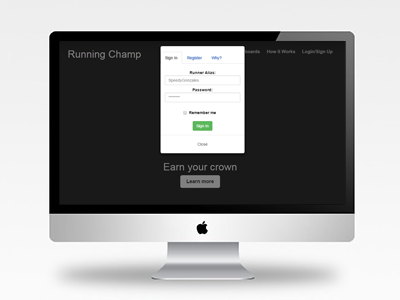 Running Champ
boards How It Works Login/Sign Up
Sign In Register Why?
Runner Alias:
SpeedyGonzales
Password:
Remember me
Sign In
Close
Earn your crown
Learn more